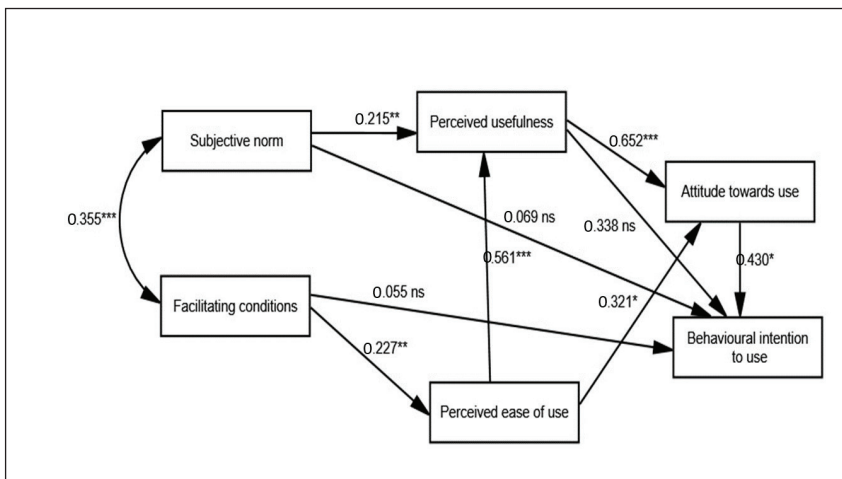 Subjective norm
0.215**
Perceived usefulness
0.652***
Attitude towards use
0.355***
0.069 ns
0.338 ns
0.561***
0.430*
Facilitating conditions
0.055 ns
0.321*
0.227**
Behavioural intention
to use
Perceived ease of use